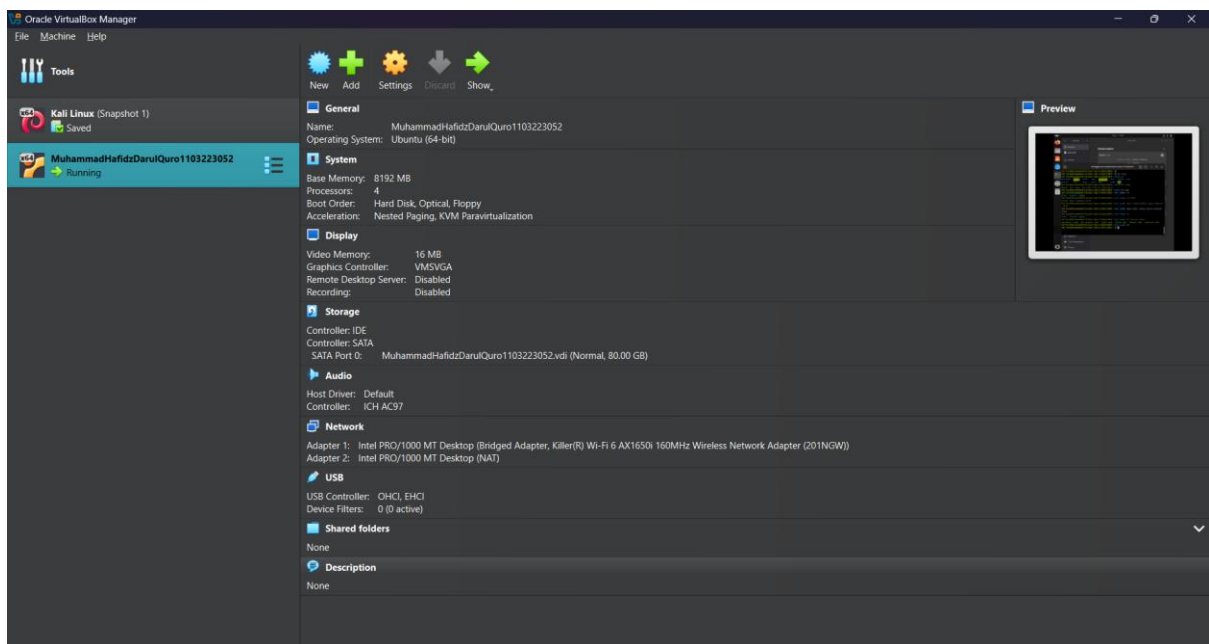 Oracle VirtualBox Manager
File Machine Help
Tools
New Add Settings Discard Show
Kali Linux (Snapshot 1)
Saved
MuhammadHafidzDarulQuro1103223052
Running
General
Name: MuhammadHafidzDarulQuro1103223052
Operating System: Ubuntu (64-bit)
System
Base Memory: 8192 MB
Processors: 4
Boot Order: Hard Disk, Optical, Floppy
Acceleration: Nested Paging, KVM Paravirtualization
Display
Video Memory: 16 MB
Graphics Controller: VMSVGA
Remote Desktop Server: Disabled
Recording: Disabled
Storage
Controller: IDE
Controller: SATA
SATA Port 0: MuhammadHafidzDarulQuro1103223052.vdi (Normal, 80.00 GB)
Audio
Host Driver: Default
Controller: ICH AC97
Network
Adapter 1: Intel PRO/1000 MT Desktop (Bridged Adapter, Killer(R) Wi-Fi 6 AX1650i 160MHz Wireless Network Adapter (201NGW))
Adapter 2: Intel PRO/1000 MT Desktop (NAT)
USB
USB Controller: OHCI, EHCI
Device Filters: 0 (0 active)
Shared folders
None
Description
None
Preview